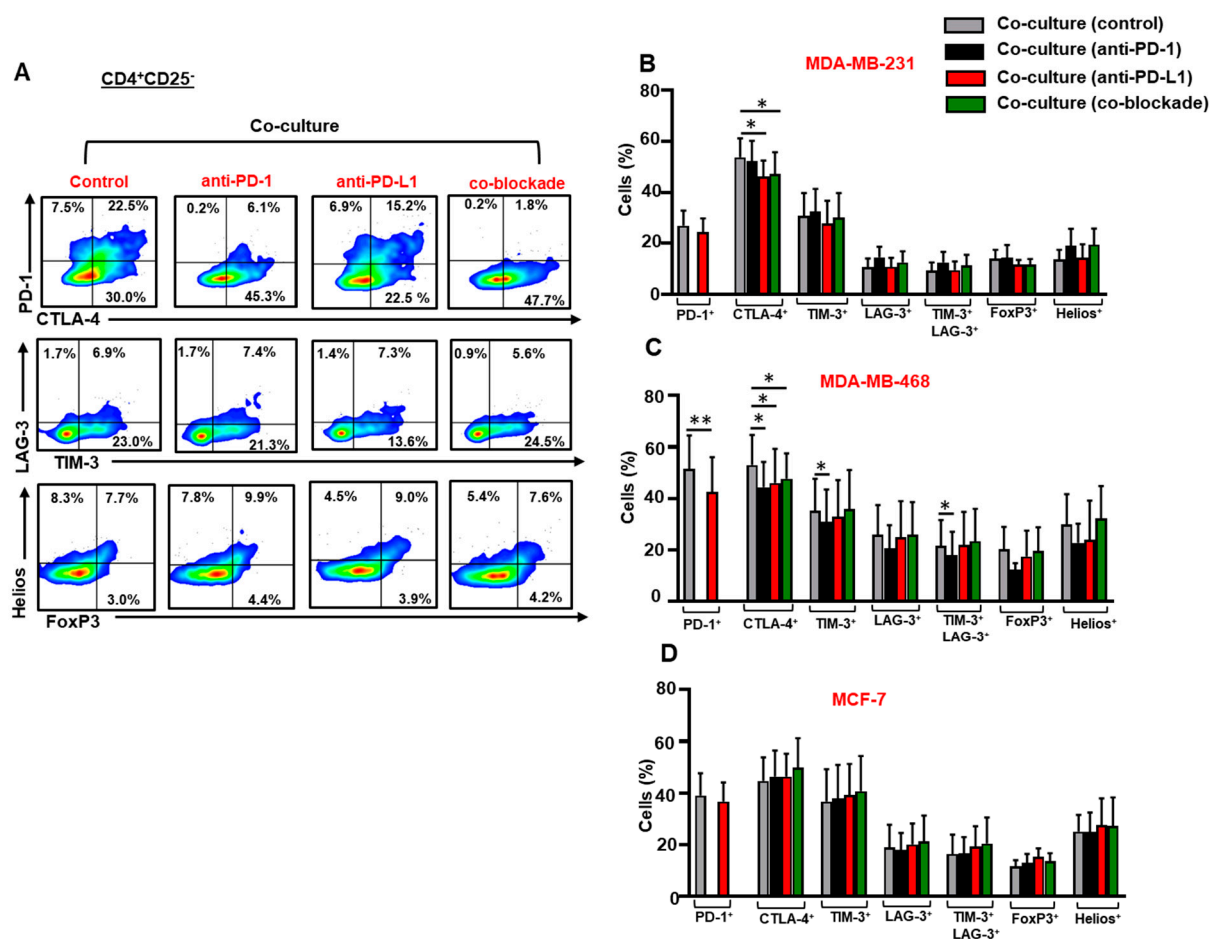 Co-culture (control)
Co-culture (anti-PD-1)
Co-culture (anti-PD-L1)
Co-culture (co-blockade)
A
CD4⁺CD25⁻
Co-culture
Control anti-PD-1 anti-PD-L1 co-blockade
7.5% 22.5% 0.2% 6.1% 6.9% 15.2% 0.2% 1.8%
30.0% 45.3% 22.5 % 47.7%
PD-1
CTLA-4
1.7% 6.9% 1.7% 7.4% 1.4% 7.3% 0.9% 5.6%
23.0% 21.3% 13.6% 24.5%
LAG-3
TIM-3
8.3% 7.7% 7.8% 9.9% 4.5% 9.0% 5.4% 7.6%
3.0% 4.4% 3.9% 4.2%
Helios
FoxP3
B
MDA-MB-231
Cells (%)
80
60
40
20
0
* *
PD-1⁺ CTLA-4⁺ TIM-3⁺ LAG-3⁺ TIM-3⁺ FoxP3⁺ Helios⁺
LAG-3⁺
C
MDA-MB-468
Cells (%)
80
60
40
20
0
** * * * * *
PD-1⁺ CTLA-4⁺ TIM-3⁺ LAG-3⁺ TIM-3⁺ FoxP3⁺ Helios⁺
LAG-3⁺
D
MCF-7
Cells (%)
80
60
40
20
0
PD-1⁺ CTLA-4⁺ TIM-3⁺ LAG-3⁺ TIM-3⁺ FoxP3⁺ Helios⁺
LAG-3⁺